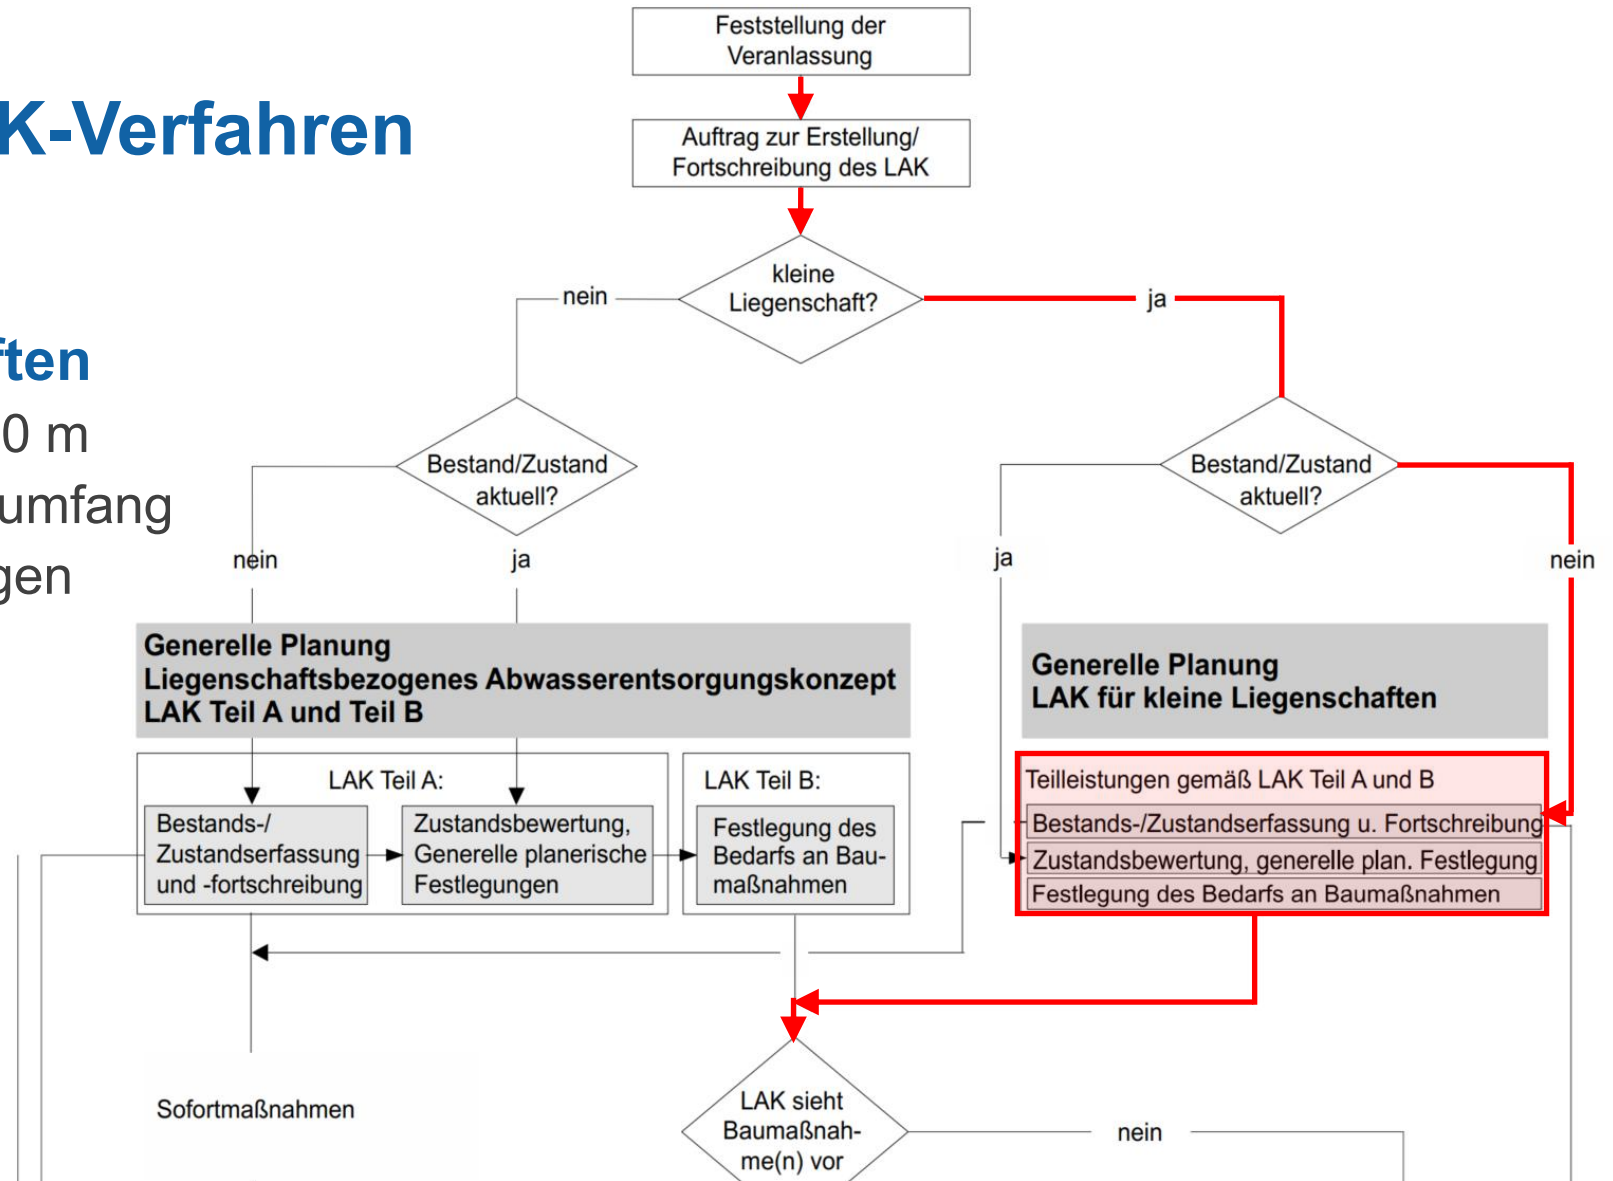 Feststellung der
Veranlassung
K-Verfahren
Auftrag zur Erstellung/
Fortschreibung des LAK
kleine
Liegenschaft?
nein
ja
ften
0 m
umfang
gen
Bestand/Zustand
aktuell?
Bestand/Zustand
aktuell?
nein
ja
ja
nein
Generelle Planung
Liegenschaftsbezogenes Abwasserentsorgungskonzept
LAK Teil A und Teil B
Generelle Planung
LAK für kleine Liegenschaften
LAK Teil A:
Bestands-/
Zustandserfassung
und -fortschreibung
Zustandsbewertung,
Generelle planerische
Festlegungen
LAK Teil B:
Festlegung des
Bedarfs an Bau-
maßnahmen
Teilleistungen gemäß LAK Teil A und B
Bestands-/Zustandserfassung u. Fortschreibung
Zustandsbewertung, generelle plan. Festlegung
Festlegung des Bedarfs an Baumaßnahmen
Sofortmaßnahmen
LAK sieht
Baumaßnah-
me(n) vor
nein